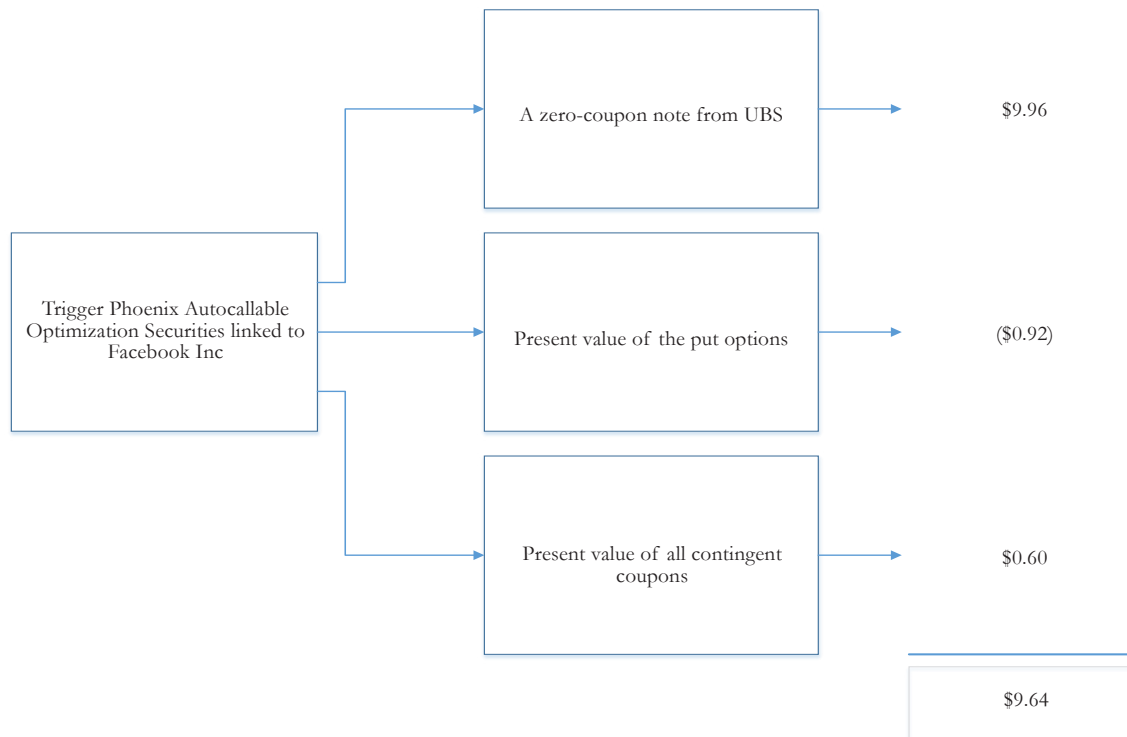 A zero-coupon note from UBS
$9.96
Trigger Phoenix Autocallable
Optimization Securities linked to
Facebook Inc
Present value of the put options
($0.92)
Present value of all contingent
coupons
$0.60
$9.64